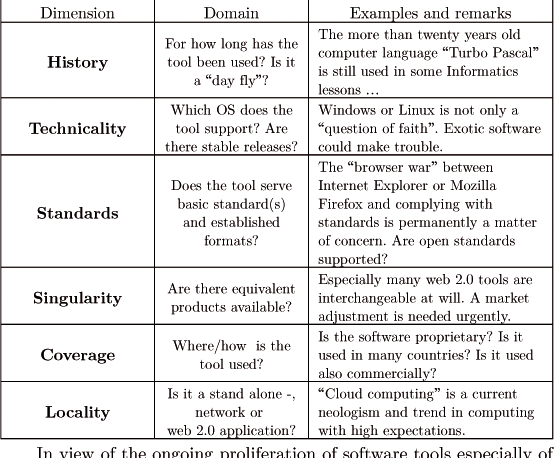 Dimension Domain Examples and remarks
History
For how long has the
tool been used? Is it
a “day fly”?
The more than twenty years old
computer language “Turbo Pascal”
is still used in some Informatics
lessons ...
Technicality
Which OS does the
tool support? Are
there stable releases?
Windows or Linux is not only a
“question of faith”. Exotic software
could make trouble.
Standards
Does the tool serve
basic standard(s)
and established
formats?
The “browser war” between
Internet Explorer or Mozilla
Firefox and complying with
standards is permanently a matter
of concern. Are open standards
supported?
Singularity
Are there equivalent
products available?
Especially many web 2.0 tools are
interchangeable at will. A market
adjustment is needed urgently.
Coverage
Where/how is the
tool used?
Is the software proprietary? Is it
used in many countries? Is it used
also commercially?
Locality
Is it a stand alone -,
network or
web 2.0 application?
“Cloud computing” is a current
neologism and trend in computing
with high expectations.
In view of the ongoing proliferation of software tools especially of